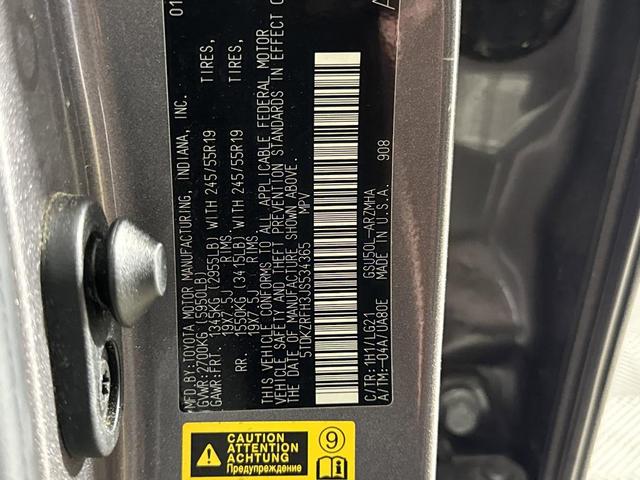 MFD.BY:TOYOTA MOTOR MANUFACTURING, INDIANA, INC. 01
GVWR:2700KG(5950LB)
GAWR:FRT. 1345KG (2955LB) WITH 245/55R19 TIRES,
19X7.5J RIMS
RR. 1550KG (3415LB) WITH 245/55R19 TIRES,
19X7.5J RIMS
THIS VEHICLE CONFORMS TO ALL APPLICABLE FEDERAL MOTOR
VEHICLE SAFETY AND THEFT PREVENTION STANDARDS IN EFFECT O
THE DATE OF MANUFACTURE SHOWN ABOVE.
5TDKZRFH3JS534365 MPV
A
C/TR:1H1/LG21 GSU50L-ARZMHA
A/TM:-04A/UA80E MADE IN U.S.A. 908
CAUTION
ATTENTION
ACHTUNG
Предупреждение
9
i